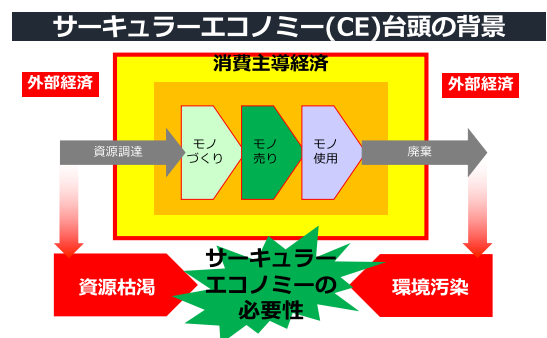 サーキュラーエコノミー(CE)台頭の背景
消費主導経済
外部経済
外部経済
資源調達
モノ
づくり
モノ
売り
モノ
使用
廃棄
資源枯渇
サーキュラー
エコノミーの
必要性
環境汚染